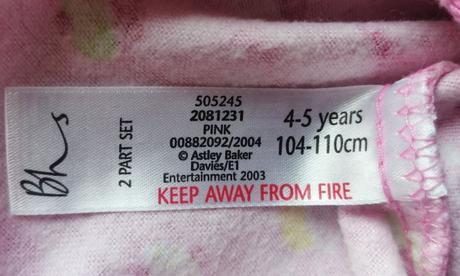 Bhs
2 PART SET
505245
2081231
PINK
00882092/2004
© Astley Baker
Davies/E1
Entertainment 2003
4-5 years
104-110cm
KEEP AWAY FROM FIRE